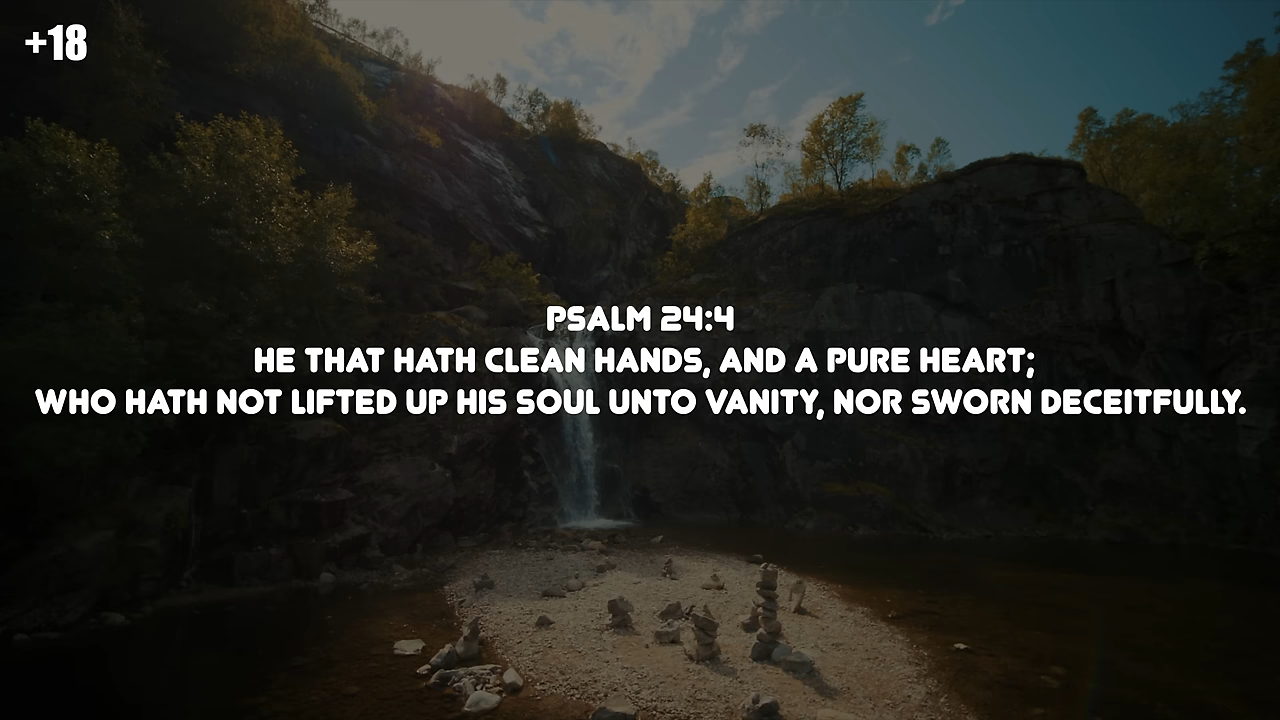 +18
PSALM 24:4
HE THAT HATH CLEAN HANDS, AND A PURE HEART;
WHO HATH NOT LIFTED UP HIS SOUL UNTO VANITY, NOR SWORN DECEITFULLY.